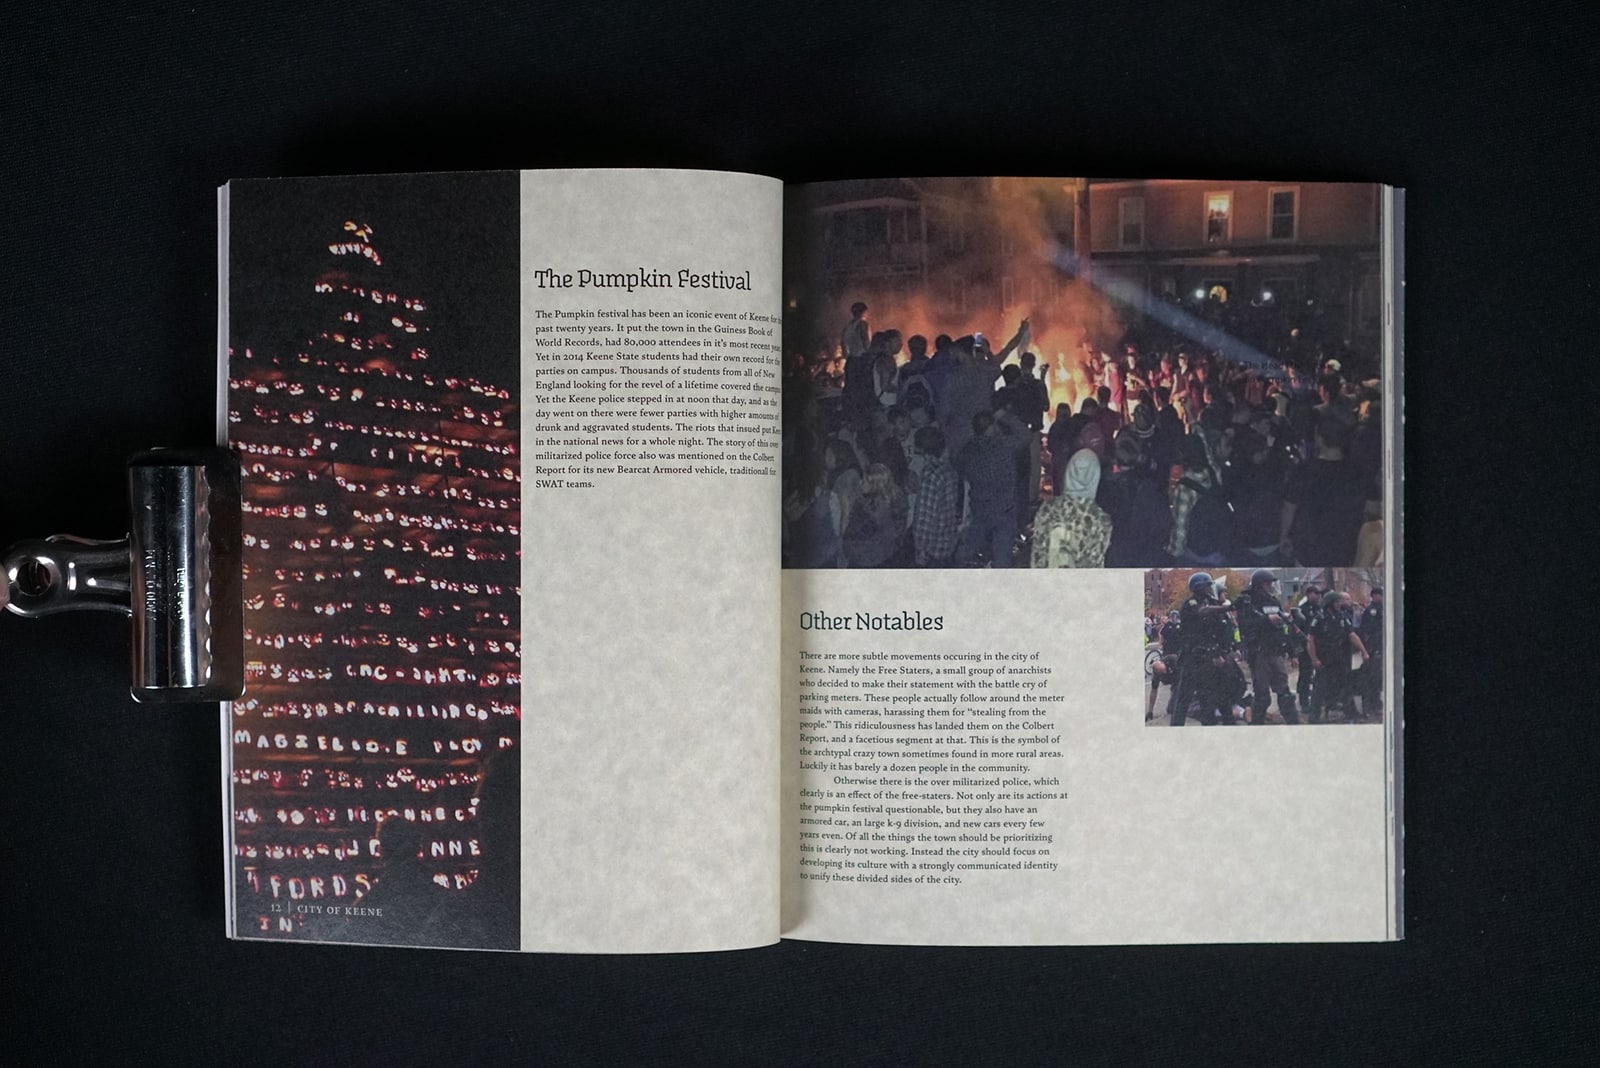 The Pumpkin Festival
The Pumpkin festival has been an iconic event of Keene for
past twenty years. It put the town in the Guiness Book of
World Records, had 80,000 attendees in it's most recent year.
Yet in 2014 Keene State students had their own record for the
parties on campus. Thousands of students from all of New
England looking for the revel of a lifetime covered the
Yet the Keene police stepped in at noon that day, and as the
day went on there were fewer parties with higher amounts of
drunk and aggravated students. The riots that insued put
in the national news for a whole night. The story of this over
militarized police force also was mentioned on the Colbert
Report for its new Bearcat Armored vehicle, traditionall for
SWAT teams.
CONNECT
NNE
FORDS
12 | CITY OF KEENE
IN
Other Notables
There are more subtle movements occuring in the city of
Keene. Namely the Free Staters, a small group of anarchists
who decided to make their statement with the battle cry of
parking meters. These people actually follow around the meter
maids with cameras, harassing them for “stealing from the
people.” This ridiculousness has landed them on the Colbert
Report, and a facetious segment at that. This is the symbol of
the archtypal crazy town sometimes found in more rural areas.
Luckily it has barely a dozen people in the community.
Otherwise there is the over militarized police, which
clearly is an effect of the free-staters. Not only are its actions at
the pumpkin festival questionable, but they also have an
armored car, an large k-9 division, and new cars every few
years even. Of all the things the town should be prioritizing
this is clearly not working. Instead the city should focus on
developing its culture with a strongly communicated identity
to unify these divided sides of the city.